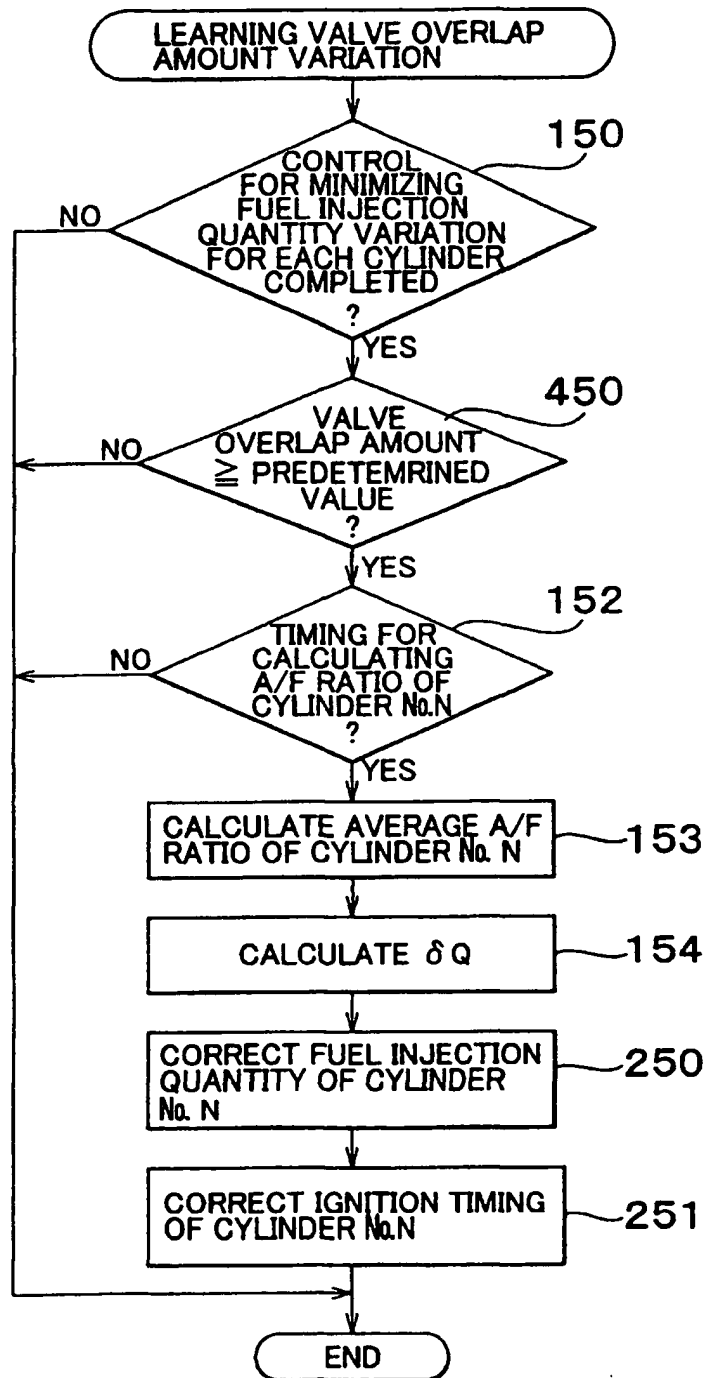 LEARNING VALVE OVERLAP
AMOUNT VARIATION
150
CONTROL
FOR MINIMIZING
FUEL INJECTION
QUANTITY VARIATION
FOR EACH CYLINDER
COMPLETED
?
NO
YES
450
VALVE
OVERLAP AMOUNT
≧ PREDETEMRINED
VALUE
?
NO
YES
152
TIMING FOR
CALCULATING
A/F RATIO OF
CYLINDER No.N
?
NO
YES
CALCULATE AVERAGE A/F
RATIO OF CYLINDER No. N
153
CALCULATE δ Q
154
CORRECT FUEL INJECTION
QUANTITY OF CYLINDER
No. N
250
CORRECT IGNITION TIMING
OF CYLINDER No.N
251
END